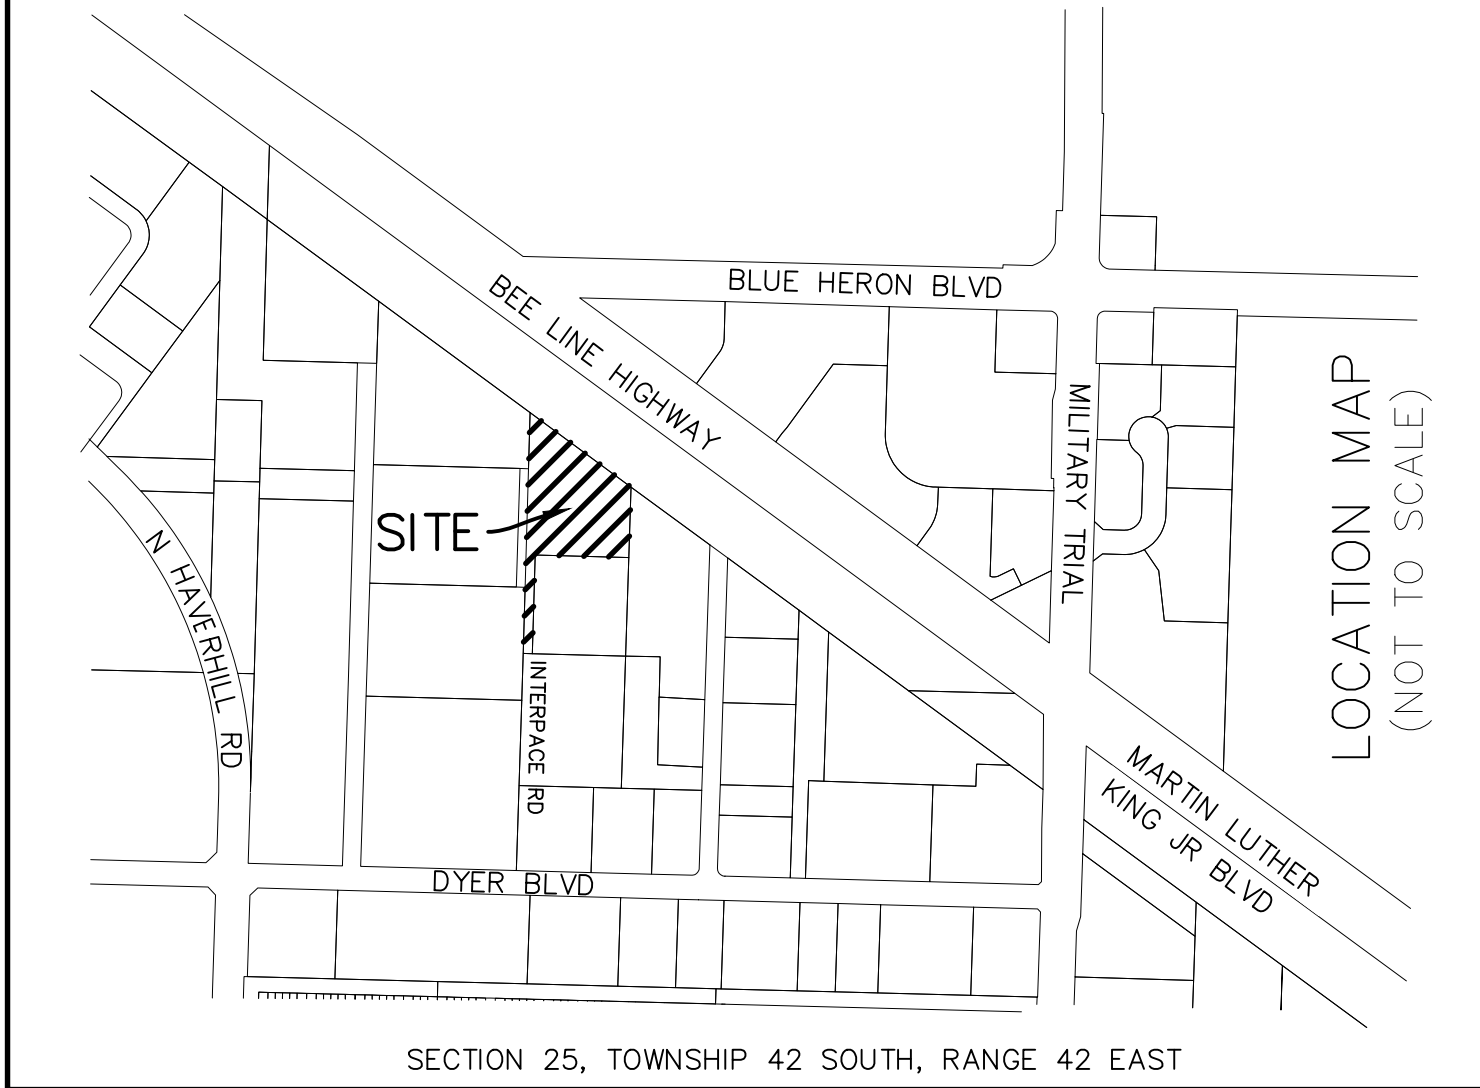 BLUE HERON BLVD
BEE LINE HIGHWAY
LOCATION MAP
(NOT TO SCALE)
MILITARY TRIAL
SITE
N HAVERHILL RD
INTERPACE RD
MARTIN LUTHER
KING JR BLVD
DYER BLVD
SECTION 25, TOWNSHIP 42 SOUTH, RANGE 42 EAST